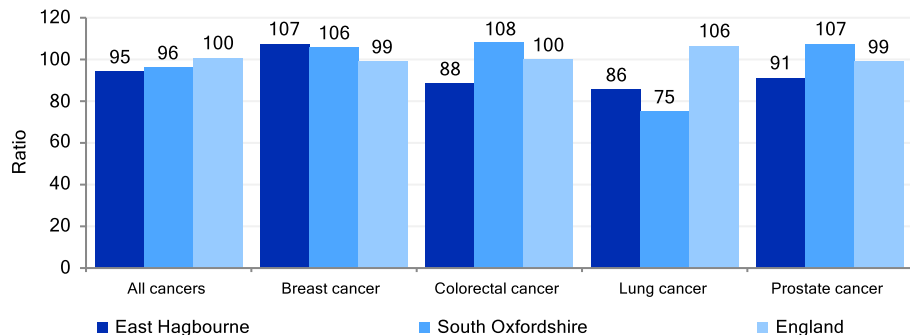 120
100
80
60
40
20
0
Ratio
95 96 100
107 106 99
88 108 100
86 75 106
91 107 99
All cancers Breast cancer Colorectal cancer Lung cancer Prostate cancer
East Hagbourne South Oxfordshire England